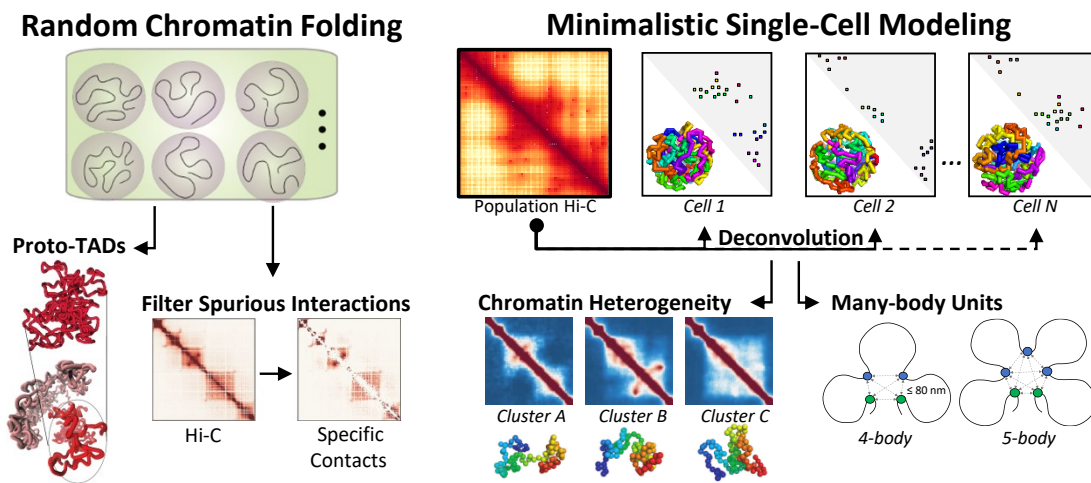 Random Chromatin Folding
Proto-TADs
Filter Spurious Interactions
Hi-C
Specific
Contacts
Minimalistic Single-Cell Modeling
Population Hi-C
Cell 1
Cell 2
...
Cell N
Deconvolution
Chromatin Heterogeneity
Cluster A
Cluster B
Cluster C
Many-body Units
≤ 80 nm
4-body
5-body